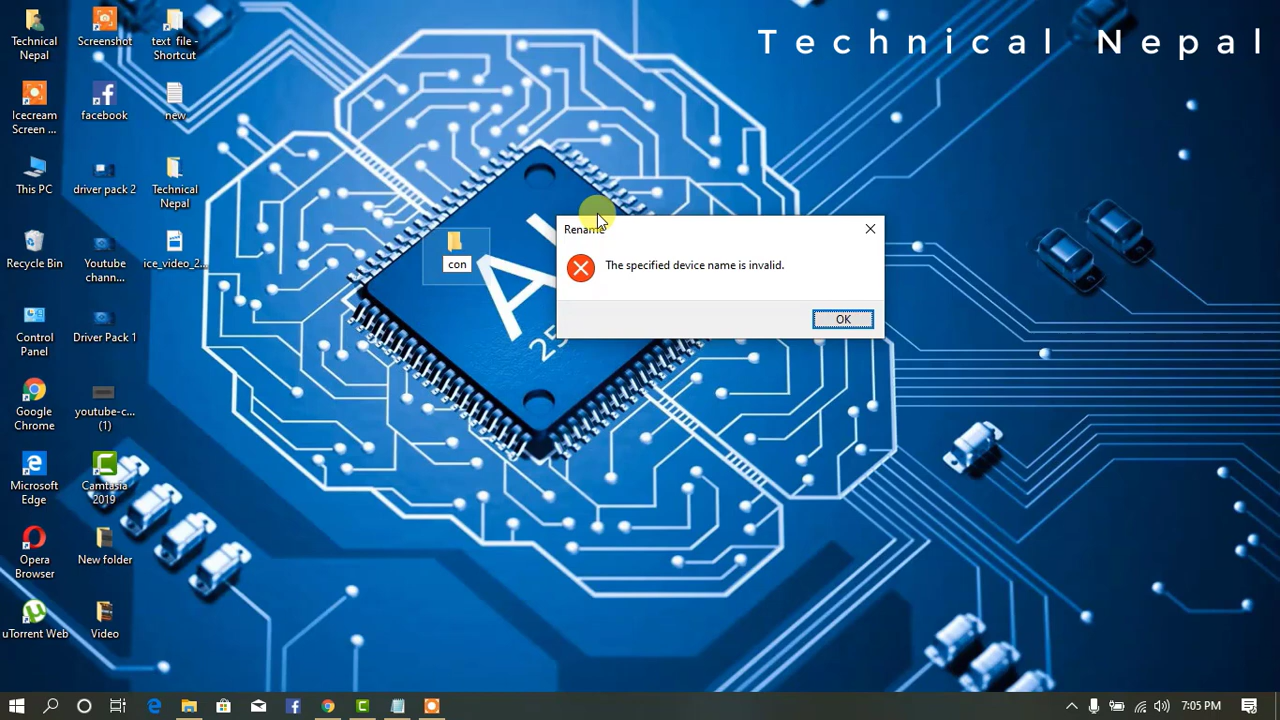 Technical Nepal
Technical
Nepal
Screenshot
text file -
Shortcut
Icecream
Screen ...
facebook
new
This PC
driver pack 2
Technical
Nepal
Recycle Bin
Youtube
chann...
ice_video_2...
Control
Panel
Driver Pack 1
Google
Chrome
youtube-c...
(1)
Microsoft
Edge
Camtasia
2019
Opera
Browser
New folder
uTorrent Web
Video
con
A
25
Rename
The specified device name is invalid.
OK
7:05 PM